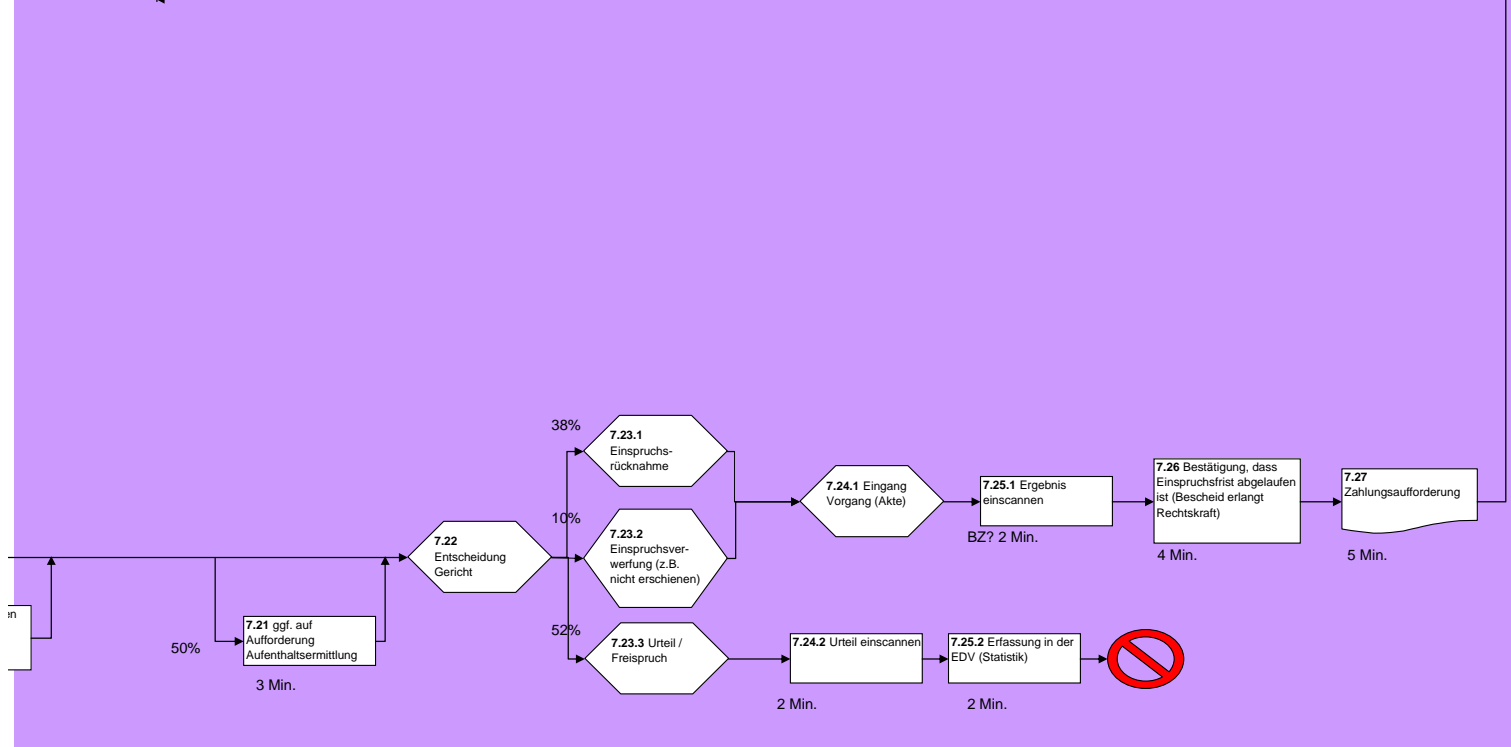 38%
7.23.1
Einspruchs-
rücknahme
7.24.1 Eingang
Vorgang (Akte)
7.25.1 Ergebnis
einscannen
BZ? 2 Min.
7.26 Bestätigung, dass
Einspruchsfrist abgelaufen
ist (Bescheid erlangt
Rechtskraft)
4 Min.
7.27
Zahlungsaufforderung
5 Min.
10%
7.23.2
Einspruchsver-
werfung (z.B.
nicht erschienen)
7.22
Entscheidung
Gericht
en
50%
7.21 ggf. auf
Aufforderung
Aufenthaltsermittlung
3 Min.
52%
7.23.3 Urteil /
Freispruch
7.24.2 Urteil einscannen
2 Min.
7.25.2 Erfassung in der
EDV (Statistik)
2 Min.